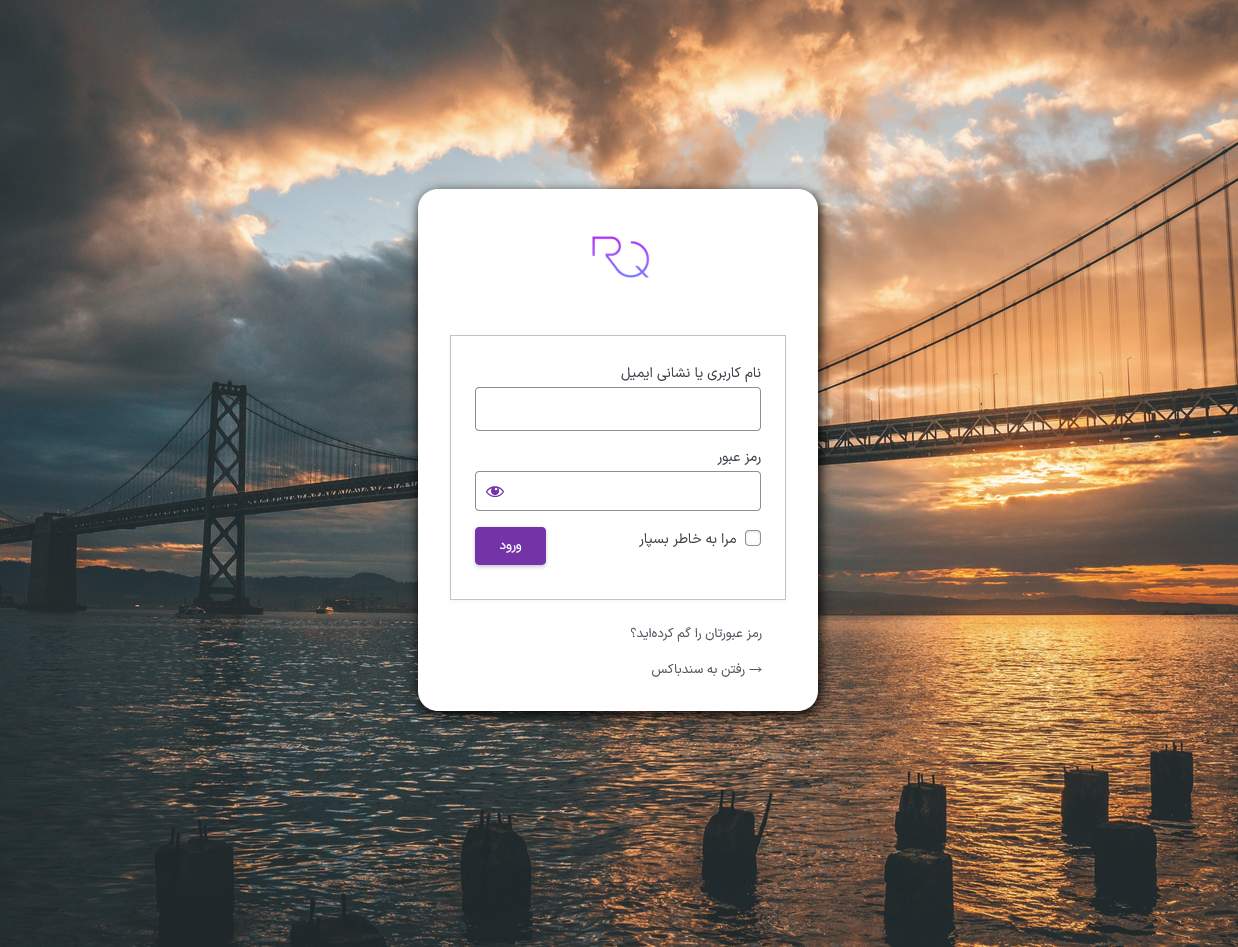 RQ
نام کاربری یا نشانی ایمیل
رمز عبور
مرا به خاطر بسپار
ورود
رمز عبورتان را گم کرده‌اید؟
→ رفتن به سندباکس